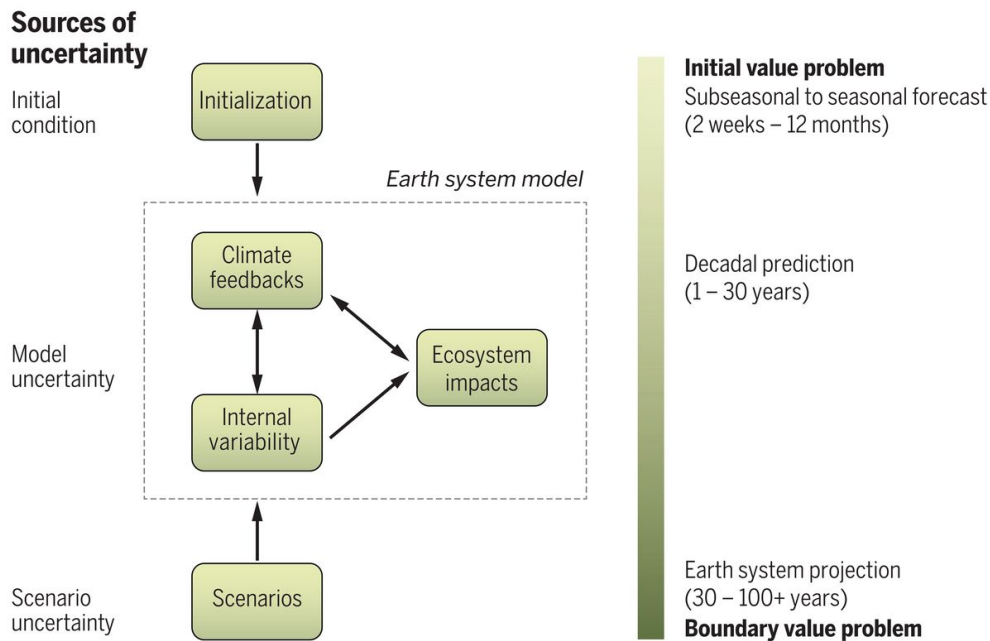 Sources of
uncertainty
Initial
condition
Initialization
Earth system model
Climate
feedbacks
Model
uncertainty
Ecosystem
impacts
Internal
variability
Scenario
uncertainty
Scenarios
Initial value problem
Subseasonal to seasonal forecast
(2 weeks – 12 months)
Decadal prediction
(1 – 30 years)
Earth system projection
(30 – 100+ years)
Boundary value problem